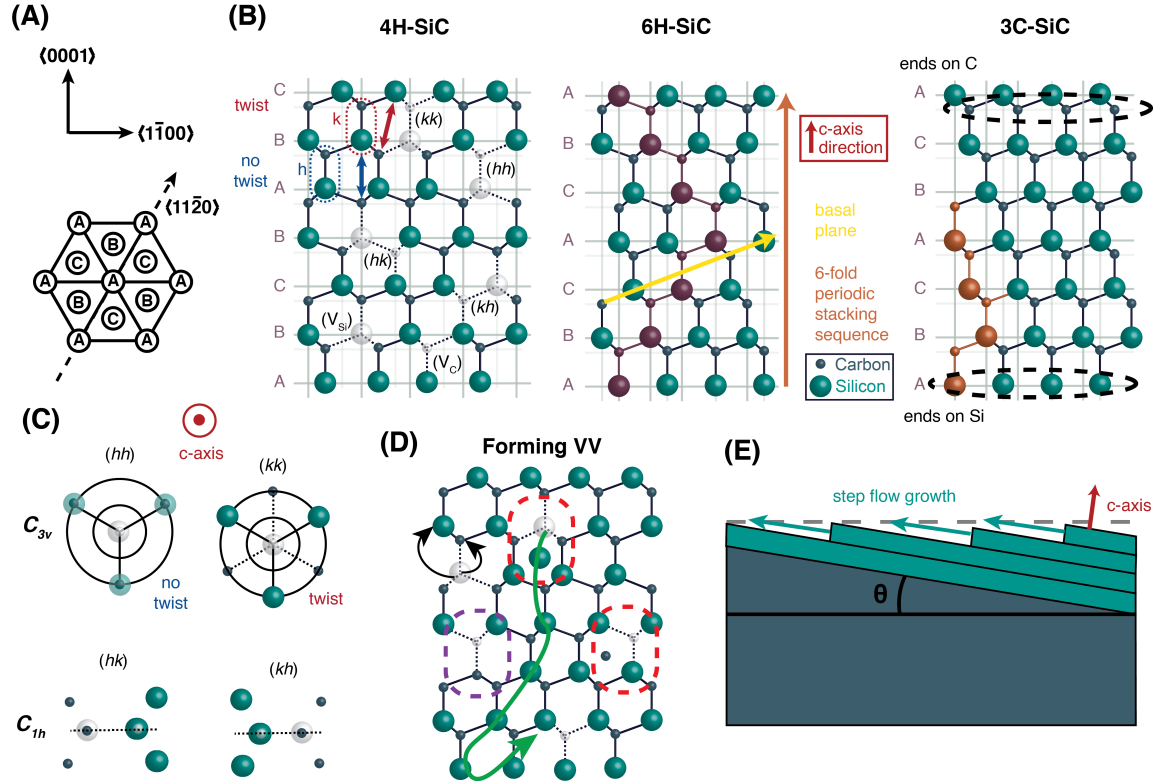 (A)
⟨0001⟩
⟨11̄00⟩
⟨112̄0⟩
A
A
B
C
C
A
A
A
B
B
C
A
A
(B)
4H-SiC
C
twist
k
(kk)
B
no
twist
h
(hh)
A
B
(hk)
C
(kh)
(V_Si)
B
(V_C)
A
6H-SiC
A
B
C
A
C
B
A
c-axis
direction
basal
plane
6-fold
periodic
stacking
sequence
Carbon
Silicon
3C-SiC
ends on C
A
C
B
A
C
B
A
ends on Si
(C)
c-axis
(hh)
(kk)
C_3v
no
twist
twist
(hk)
(kh)
C_1h
(D)
Forming VV
(E)
step flow growth
c-axis
θ